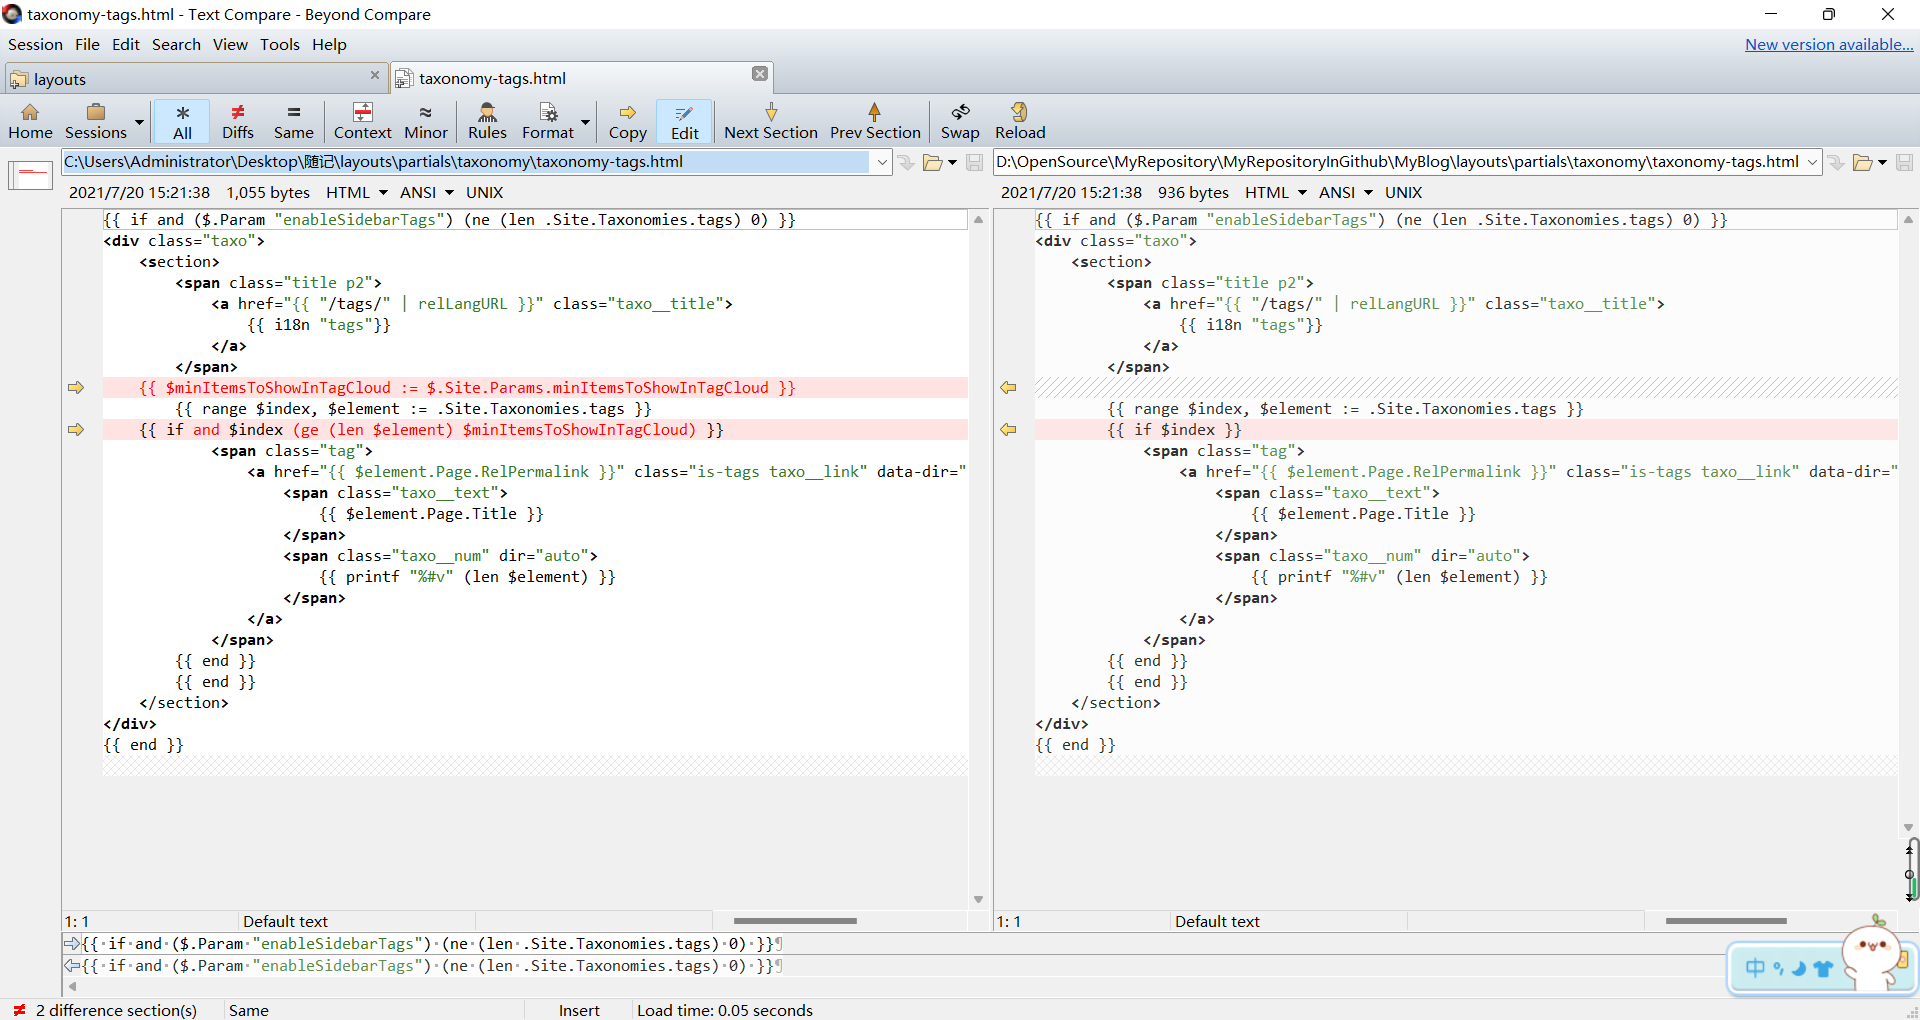 taxonomy-tags.html - Text Compare - Beyond Compare
Session File Edit Search View Tools Help
New version available...
layouts
taxonomy-tags.html
Home Sessions All Diffs Same Context Minor Rules Format Copy Edit Next Section Prev Section Swap Reload
C:\Users\Administrator\Desktop\随记\layouts\partials\taxonomy\taxonomy-tags.html
D:\OpenSource\MyRepository\MyRepositoryInGithub\MyBlog\layouts\partials\taxonomy\taxonomy-tags.html
2021/7/20 15:21:38 1,055 bytes HTML ANSI UNIX
2021/7/20 15:21:38 936 bytes HTML ANSI UNIX
{{ if and ($.Param "enableSidebarTags") (ne (len .Site.Taxonomies.tags) 0) }}
<div class="taxo">
<section>
<span class="title p2">
<a href="{{ "/tags/" | relLangURL }}" class="taxo__title">
{{ i18n "tags"}}
</a>
</span>
{{ $minItemsToShowInTagCloud := $.Site.Params.minItemsToShowInTagCloud }}
{{ range $index, $element := .Site.Taxonomies.tags }}
{{ if and $index (ge (len $element) $minItemsToShowInTagCloud) }}
<span class="tag">
<a href="{{ $element.Page.RelPermalink }}" class="is-tags taxo__link" data-dir="
<span class="taxo__text">
{{ $element.Page.Title }}
</span>
<span class="taxo__num" dir="auto">
{{ printf "%#v" (len $element) }}
</span>
</a>
</span>
{{ end }}
{{ end }}
</section>
</div>
{{ end }}
{{ if and ($.Param "enableSidebarTags") (ne (len .Site.Taxonomies.tags) 0) }}
<div class="taxo">
<section>
<span class="title p2">
<a href="{{ "/tags/" | relLangURL }}" class="taxo__title">
{{ i18n "tags"}}
</a>
</span>
{{ range $index, $element := .Site.Taxonomies.tags }}
{{ if $index }}
<span class="tag">
<a href="{{ $element.Page.RelPermalink }}" class="is-tags taxo__link" data-dir="
<span class="taxo__text">
{{ $element.Page.Title }}
</span>
<span class="taxo__num" dir="auto">
{{ printf "%#v" (len $element) }}
</span>
</a>
</span>
{{ end }}
{{ end }}
</section>
</div>
{{ end }}
1: 1 Default text
1: 1 Default text
{{·if·and·($.Param·"enableSidebarTags")·(ne·(len·.Site.Taxonomies.tags)·0)·}}¶
{{·if·and·($.Param·"enableSidebarTags")·(ne·(len·.Site.Taxonomies.tags)·0)·}}¶
中
2 difference section(s) Same Insert Load time: 0.05 seconds